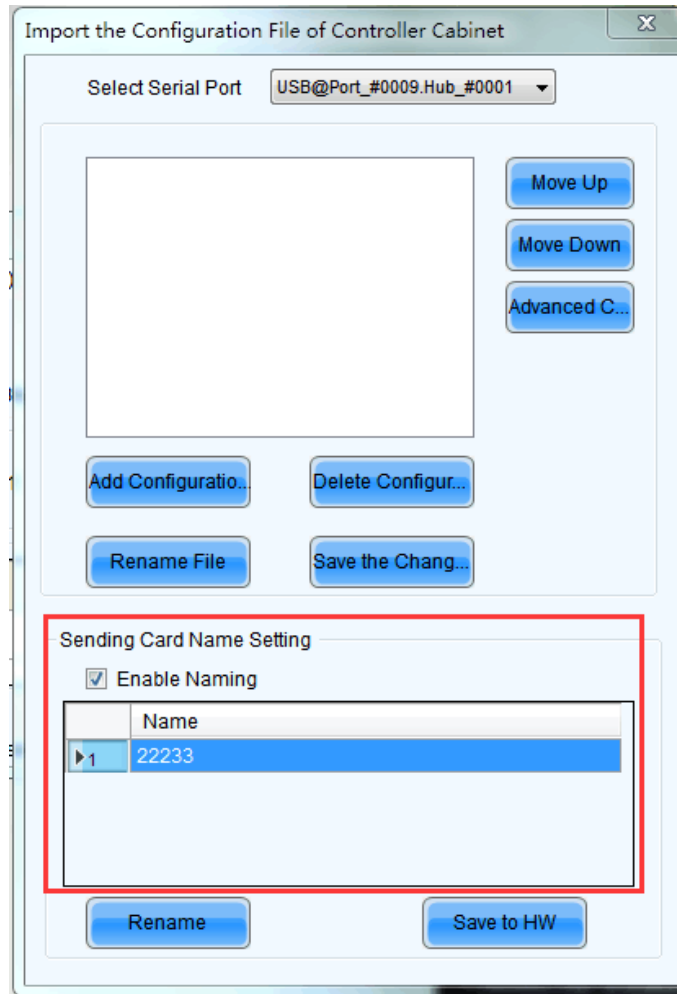 Import the Configuration File of Controller Cabinet
Select Serial Port USB@Port_#0009.Hub_#0001
Move Up
Move Down
Advanced C...
Add Configuratio...
Delete Configur...
Rename File
Save the Chang...
Sending Card Name Setting
Enable Naming
Name
1 22233
Rename
Save to HW